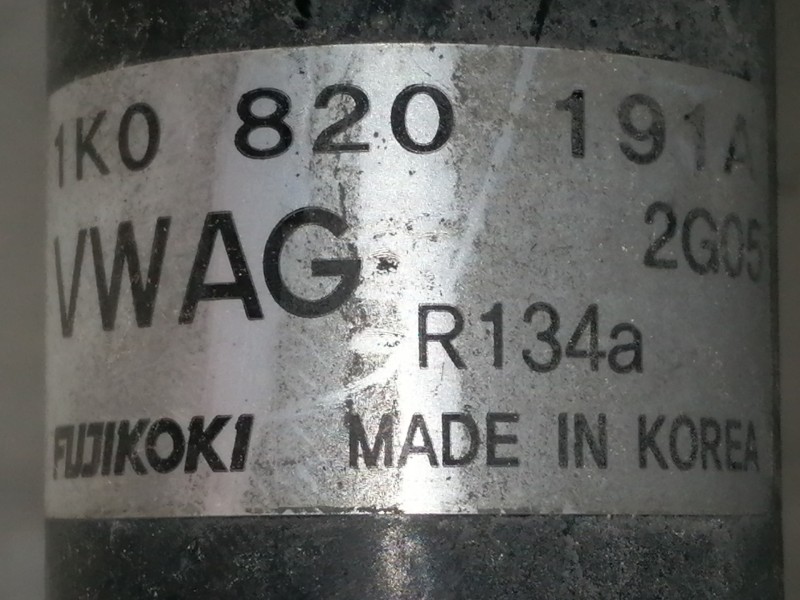 1K0 820 191A
VWAG 2G05
R134a
FUJIKOKI MADE IN KOREA